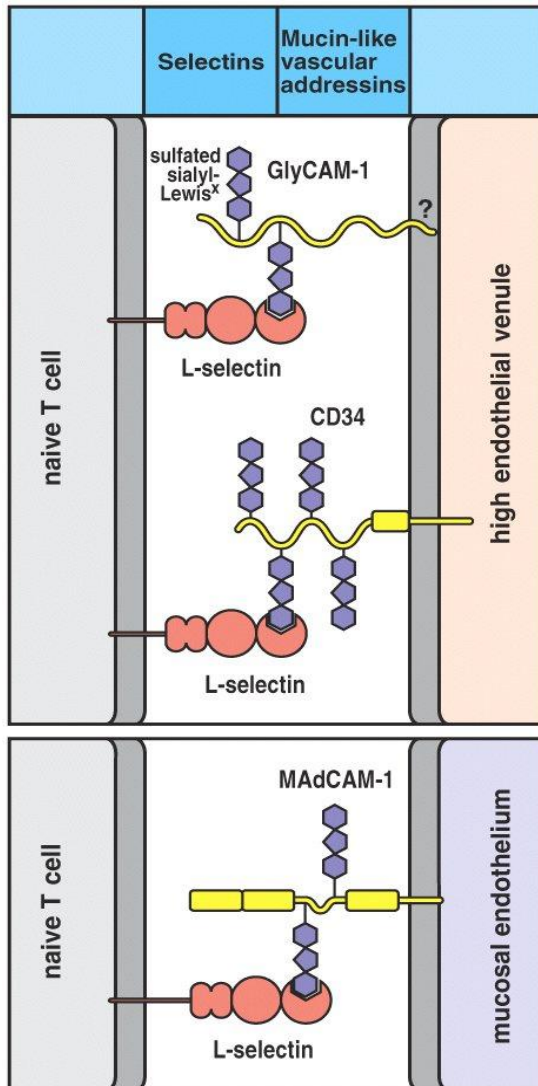 Selectins
Mucin-like
vascular
addressins
sulfated
sialyl-
Lewisˣ
GlyCAM-1
?
L-selectin
naive T cell
high endothelial venule
CD34
L-selectin
MAdCAM-1
naive T cell
mucosal endothelium
L-selectin